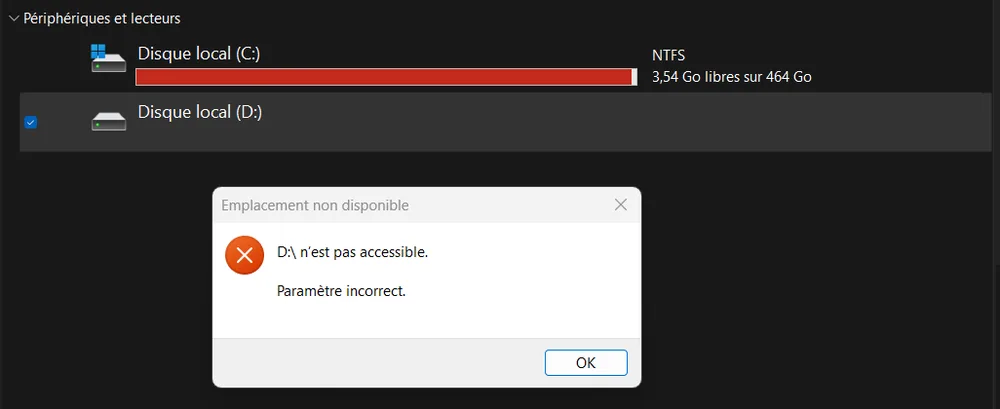 Périphériques et lecteurs
Disque local (C:)
NTFS
3,54 Go libres sur 464 Go
Disque local (D:)
Emplacement non disponible
D:\ n’est pas accessible.
Paramètre incorrect.
OK